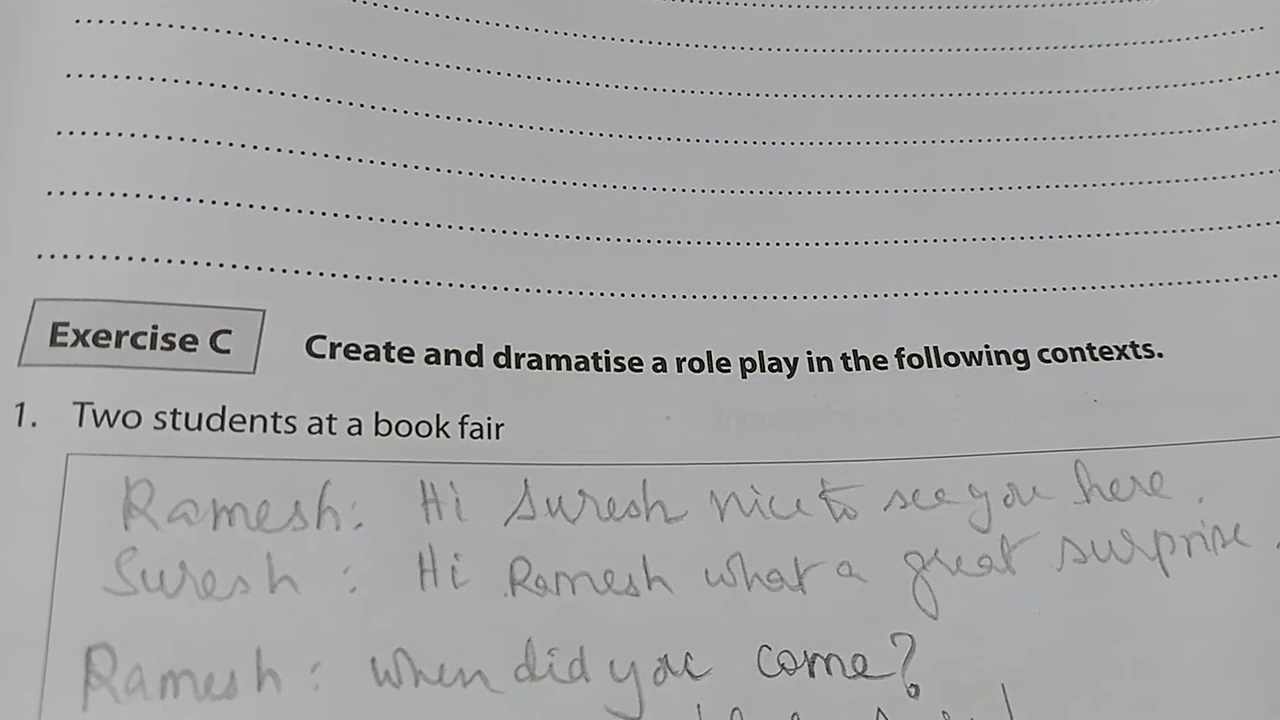 Exercise C Create and dramatise a role play in the following contexts.
1. Two students at a book fair
Ramesh: Hi Suresh nice to see you here.
Suresh : Hi Ramesh what a great surprise.
Ramesh : When did you come?